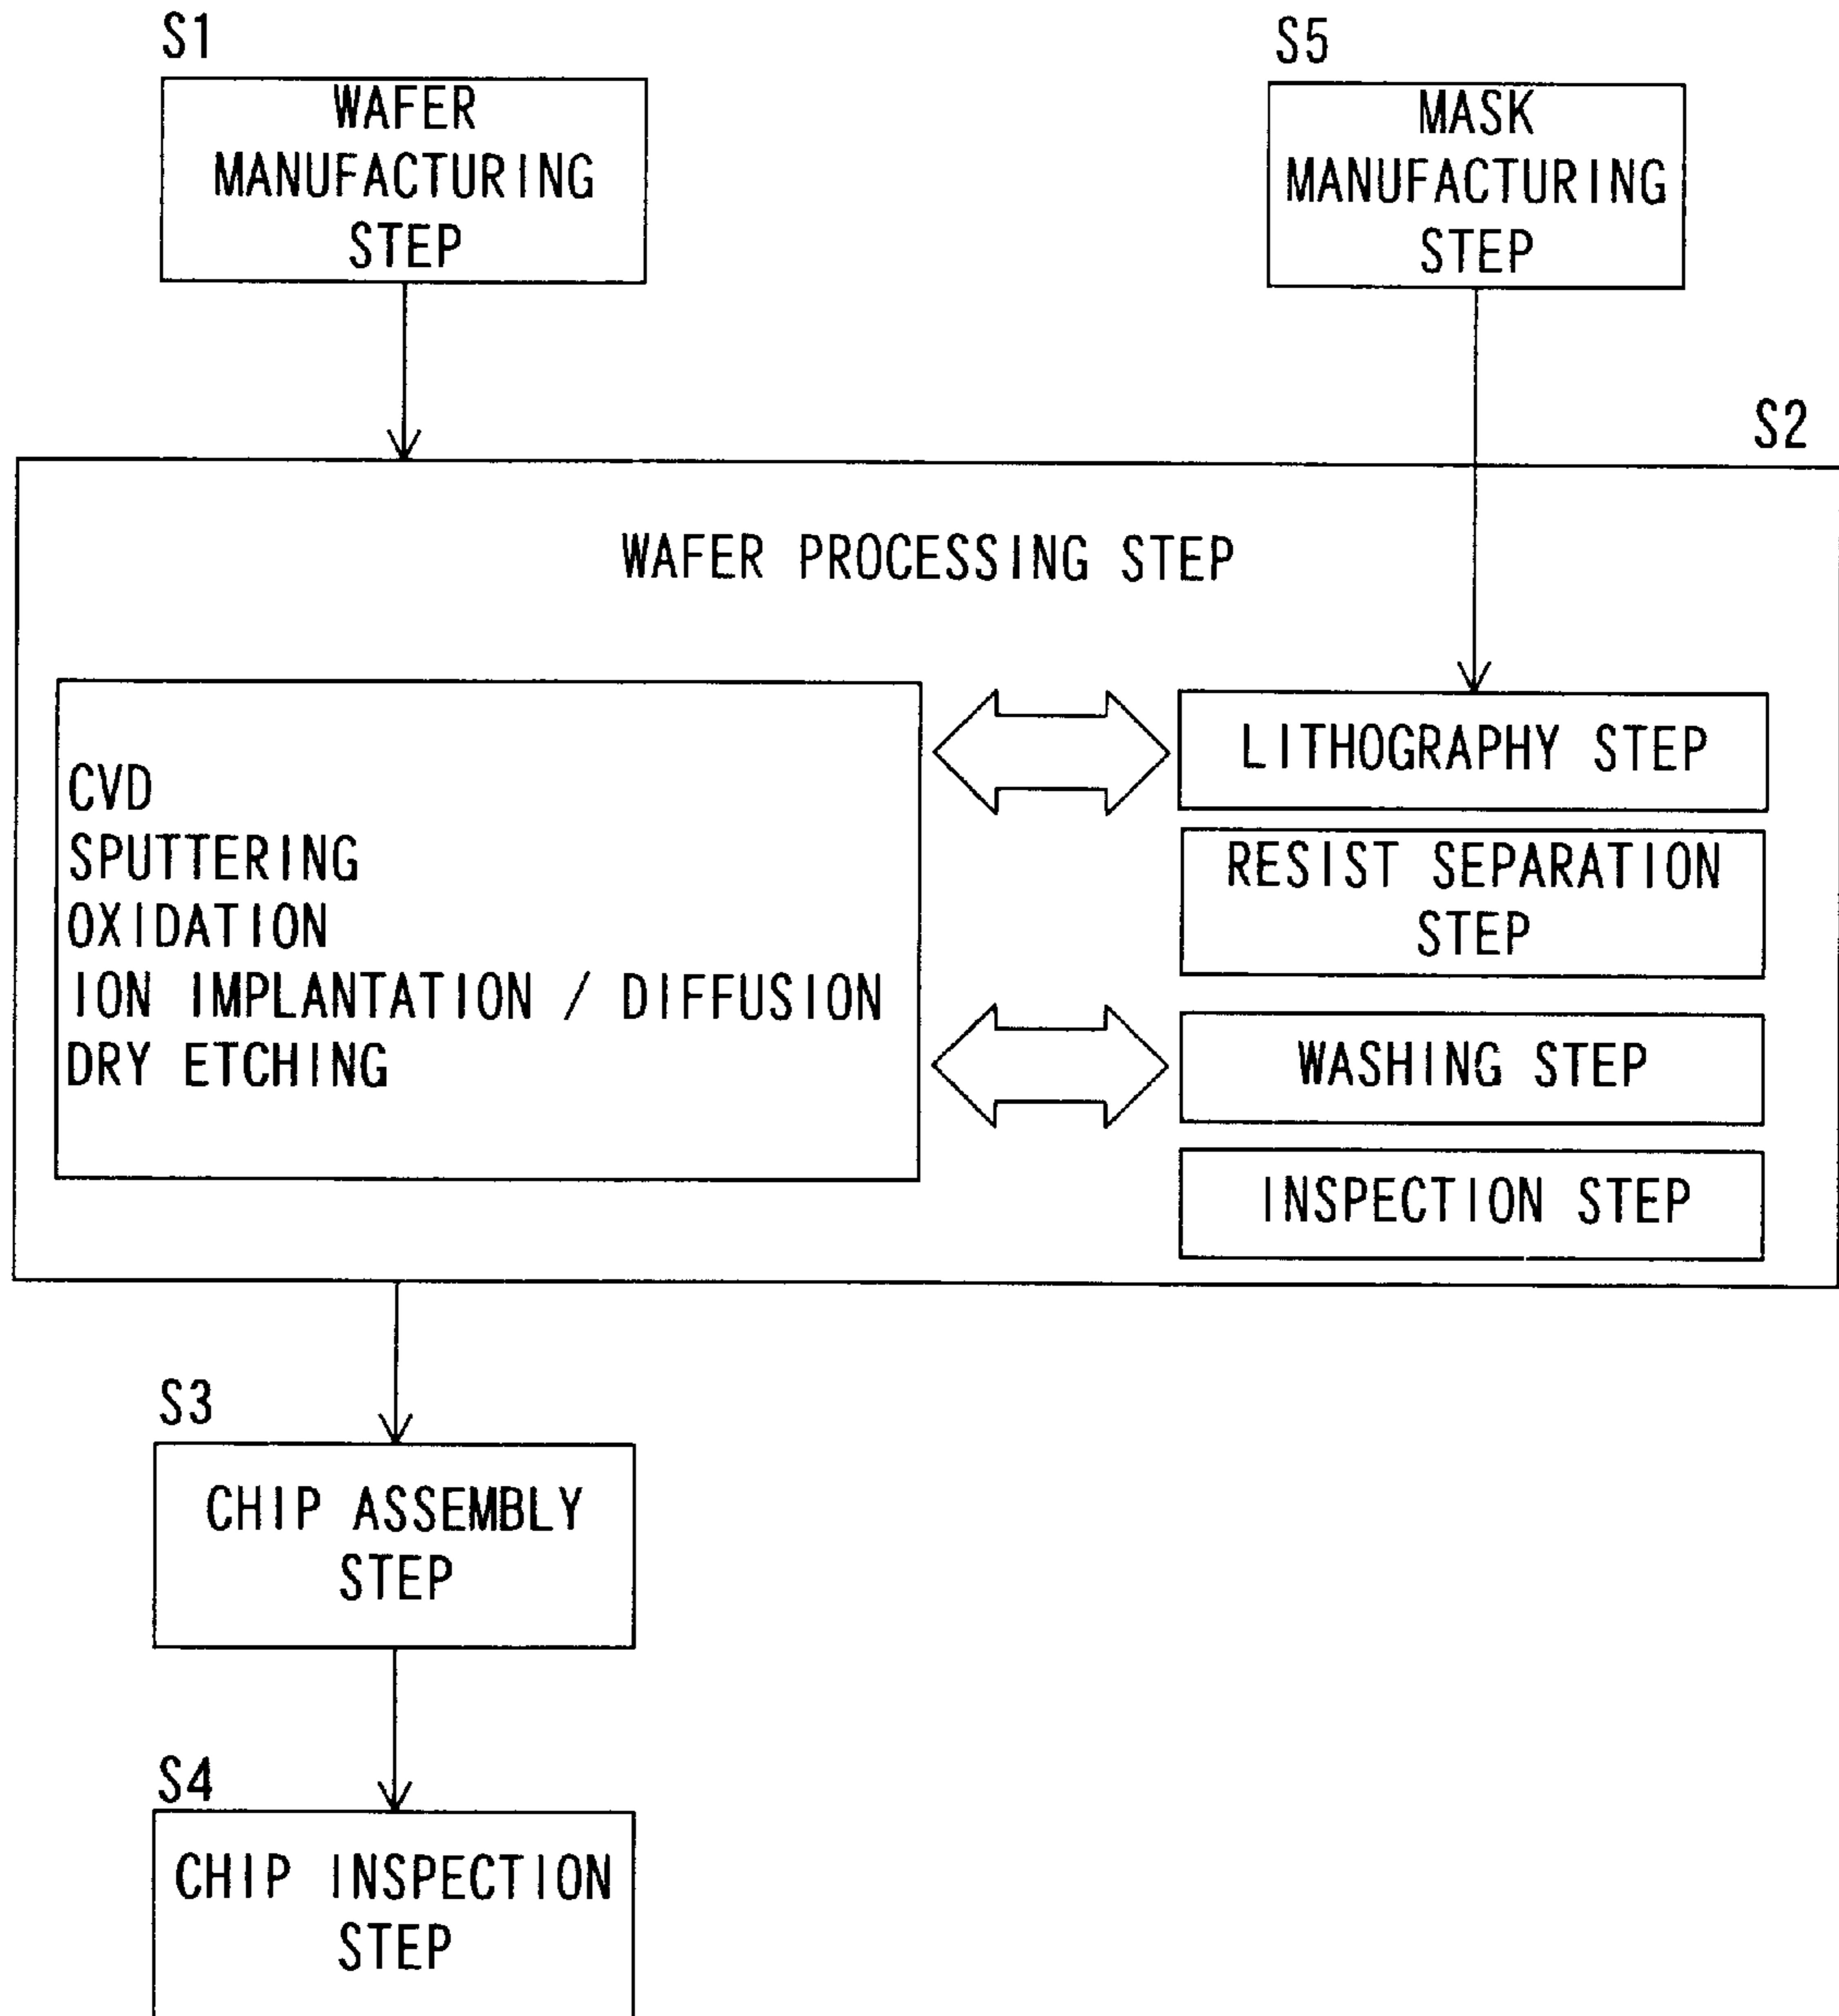 S1
WAFER
MANUFACTURING
STEP
S5
MASK
MANUFACTURING
STEP
S2
WAFER PROCESSING STEP
CVD
SPUTTERING
OXIDATION
ION IMPLANTATION / DIFFUSION
DRY ETCHING
LITHOGRAPHY STEP
RESIST SEPARATION
STEP
WASHING STEP
INSPECTION STEP
S3
CHIP ASSEMBLY
STEP
S4
CHIP INSPECTION
STEP